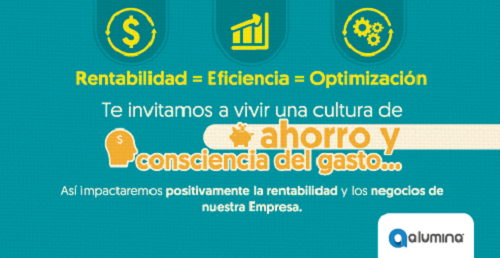 Rentabilidad = Eficiencia = Optimización
Te invitamos a vivir una cultura de
ahorro y
consciencia del gasto...
Así impactaremos positivamente la rentabilidad y los negocios de
nuestra Empresa.
alumina